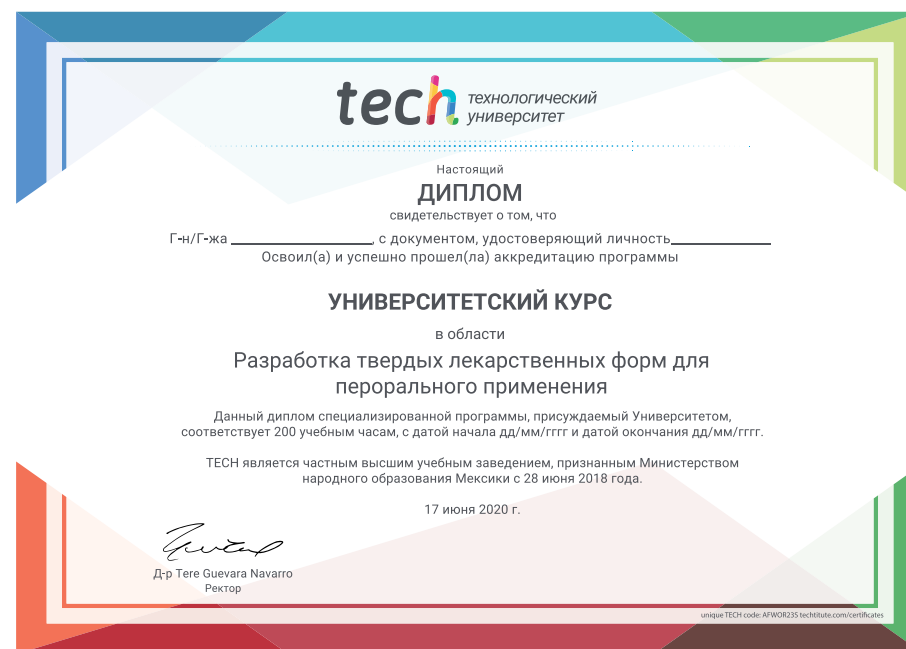 tech технологический
университет
Настоящий
ДИПЛОМ
свидетельствует о том, что
Г-н/Г-жа ____________________, с документом, удостоверяющий личность______________
Освоил(а) и успешно прошел(ла) аккредитацию программы
УНИВЕРСИТЕТСКИЙ КУРС
в области
Разработка твердых лекарственных форм для
перорального применения
Данный диплом специализированной программы, присуждаемый Университетом,
соответствует 200 учебным часам, с датой начала дд/мм/гггг и датой окончания дд/мм/гггг.
TECH является частным высшим учебным заведением, признанным Министерством
народного образования Мексики с 28 июня 2018 года.
17 июня 2020 г.
Д-р Tere Guevara Navarro
Ректор
unique TECH code: AFWOR23S techtitute.com/certificates